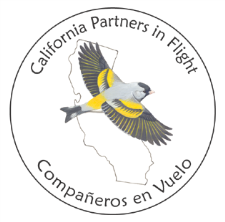 California Partners in Flight
Compañeros en Vuelo